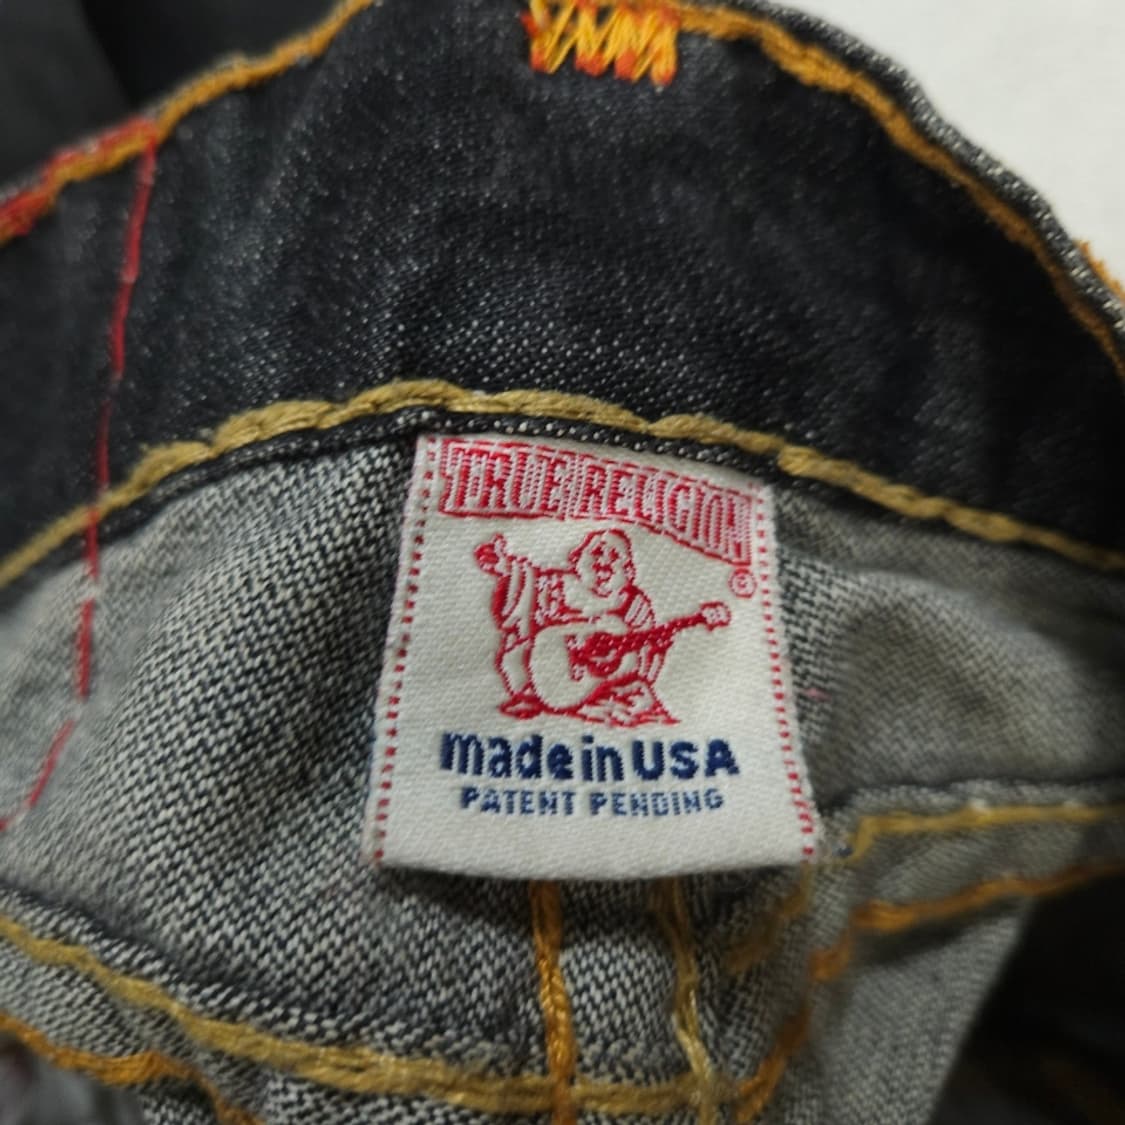 TRUE RELIGION
®
made in USA
PATENT PENDING